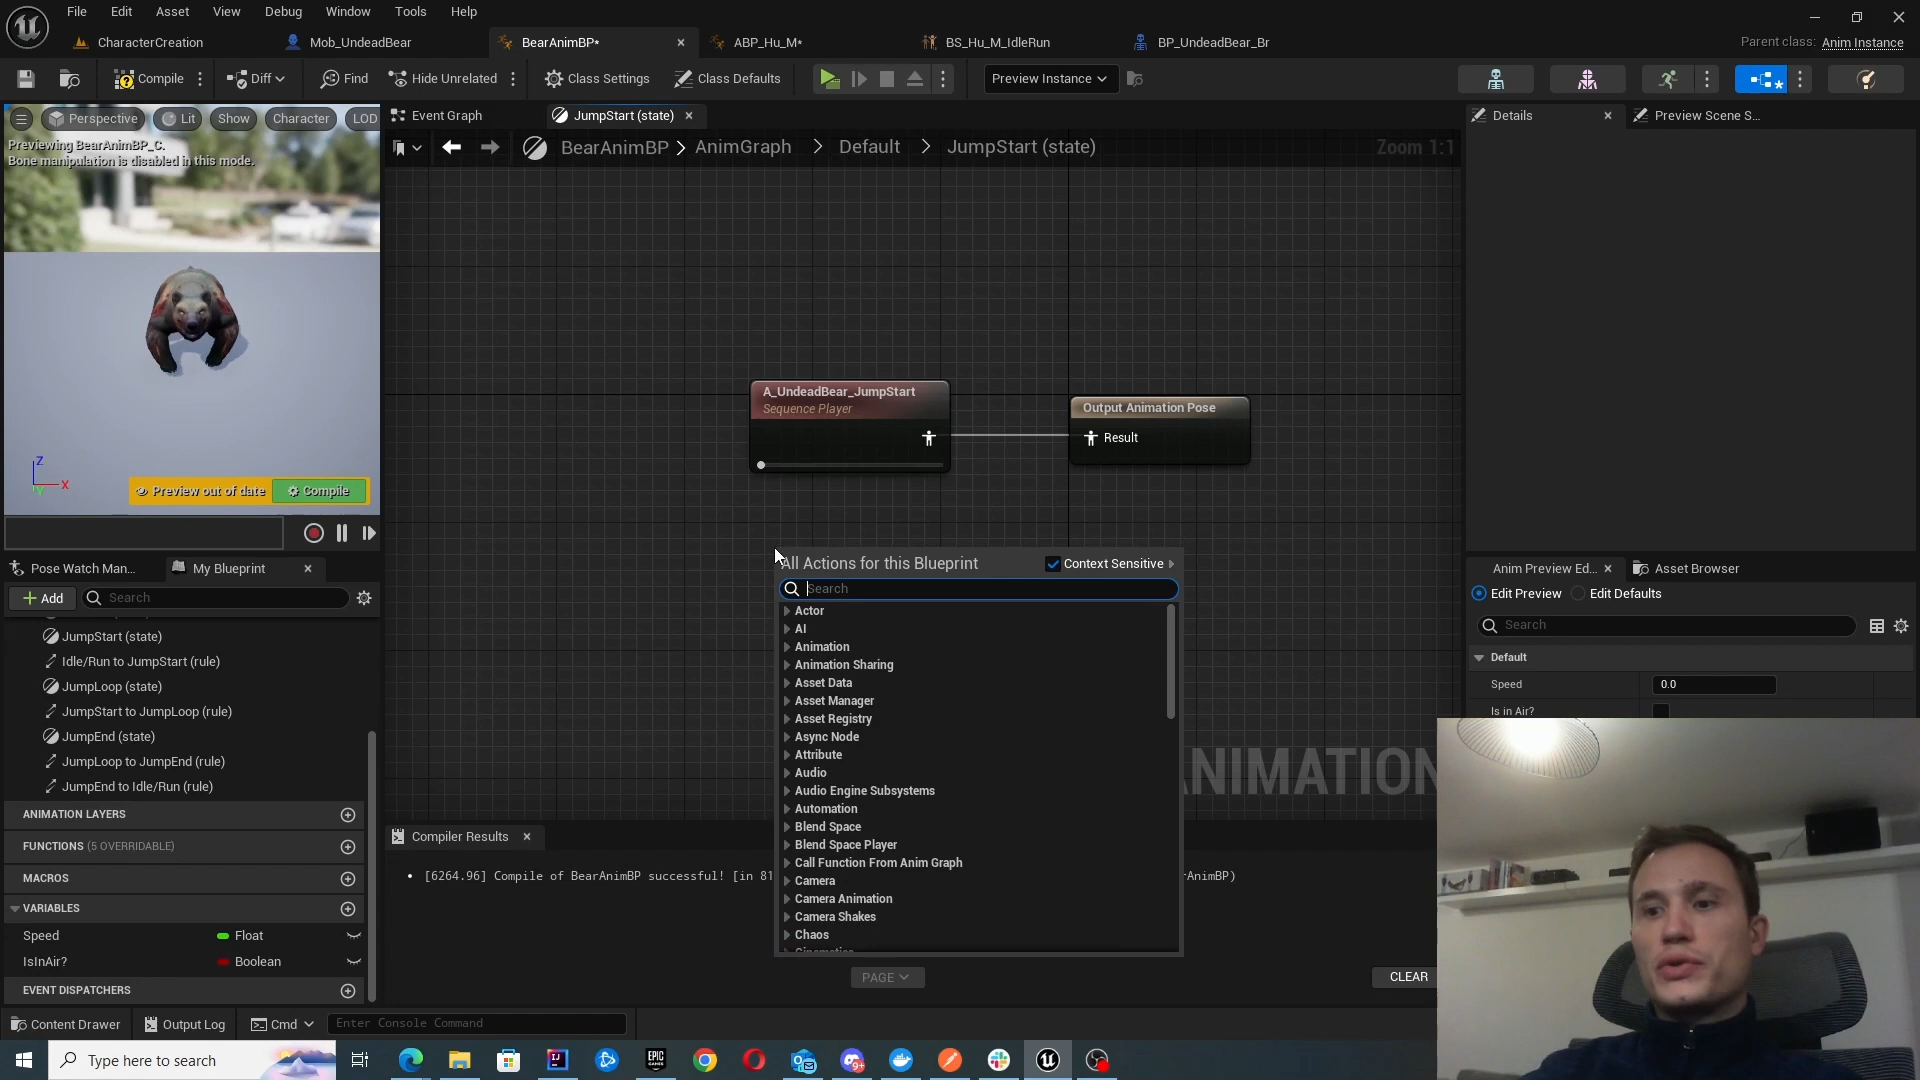 File Edit Asset View Debug Window Tools Help
CharacterCreation Mob_UndeadBear BearAnimBP* ABP_Hu_M* BS_Hu_M_IdleRun BP_UndeadBear_Br Parent class: Anim Instance
Compile Diff Find Hide Unrelated Class Settings Class Defaults Preview Instance
Perspective Lit Show Character LOD
Previewing BearAnimBP_C.
Bone manipulation is disabled in this mode.
Z
X
Preview out of date Compile
Event Graph JumpStart (state)
BearAnimBP > AnimGraph > Default > JumpStart (state) Zoom 1:1
A_UndeadBear_JumpStart
Sequence Player
Output Animation Pose
Result
All Actions for this Blueprint Context Sensitive
Search
Actor
AI
Animation
Animation Sharing
Asset Data
Asset Manager
Asset Registry
Async Node
Attribute
Audio
Audio Engine Subsystems
Automation
Blend Space
Blend Space Player
Call Function From Anim Graph
Camera
Camera Animation
Camera Shakes
Chaos
Pose Watch Man... My Blueprint
Add Search
JumpStart (state)
Idle/Run to JumpStart (rule)
JumpLoop (state)
JumpStart to JumpLoop (rule)
JumpEnd (state)
JumpLoop to JumpEnd (rule)
JumpEnd to Idle/Run (rule)
ANIMATION LAYERS
FUNCTIONS (5 OVERRIDABLE)
MACROS
VARIABLES
Speed Float
IsInAir? Boolean
EVENT DISPATCHERS
Compiler Results
[6264.96] Compile of BearAnimBP successful! [in 81
PAGE CLEAR
Details Preview Scene S...
Anim Preview Ed... Asset Browser
Edit Preview Edit Defaults
Search
Default
Speed 0.0
Is in Air?
Content Drawer Output Log Cmd Enter Console Command
Type here to search